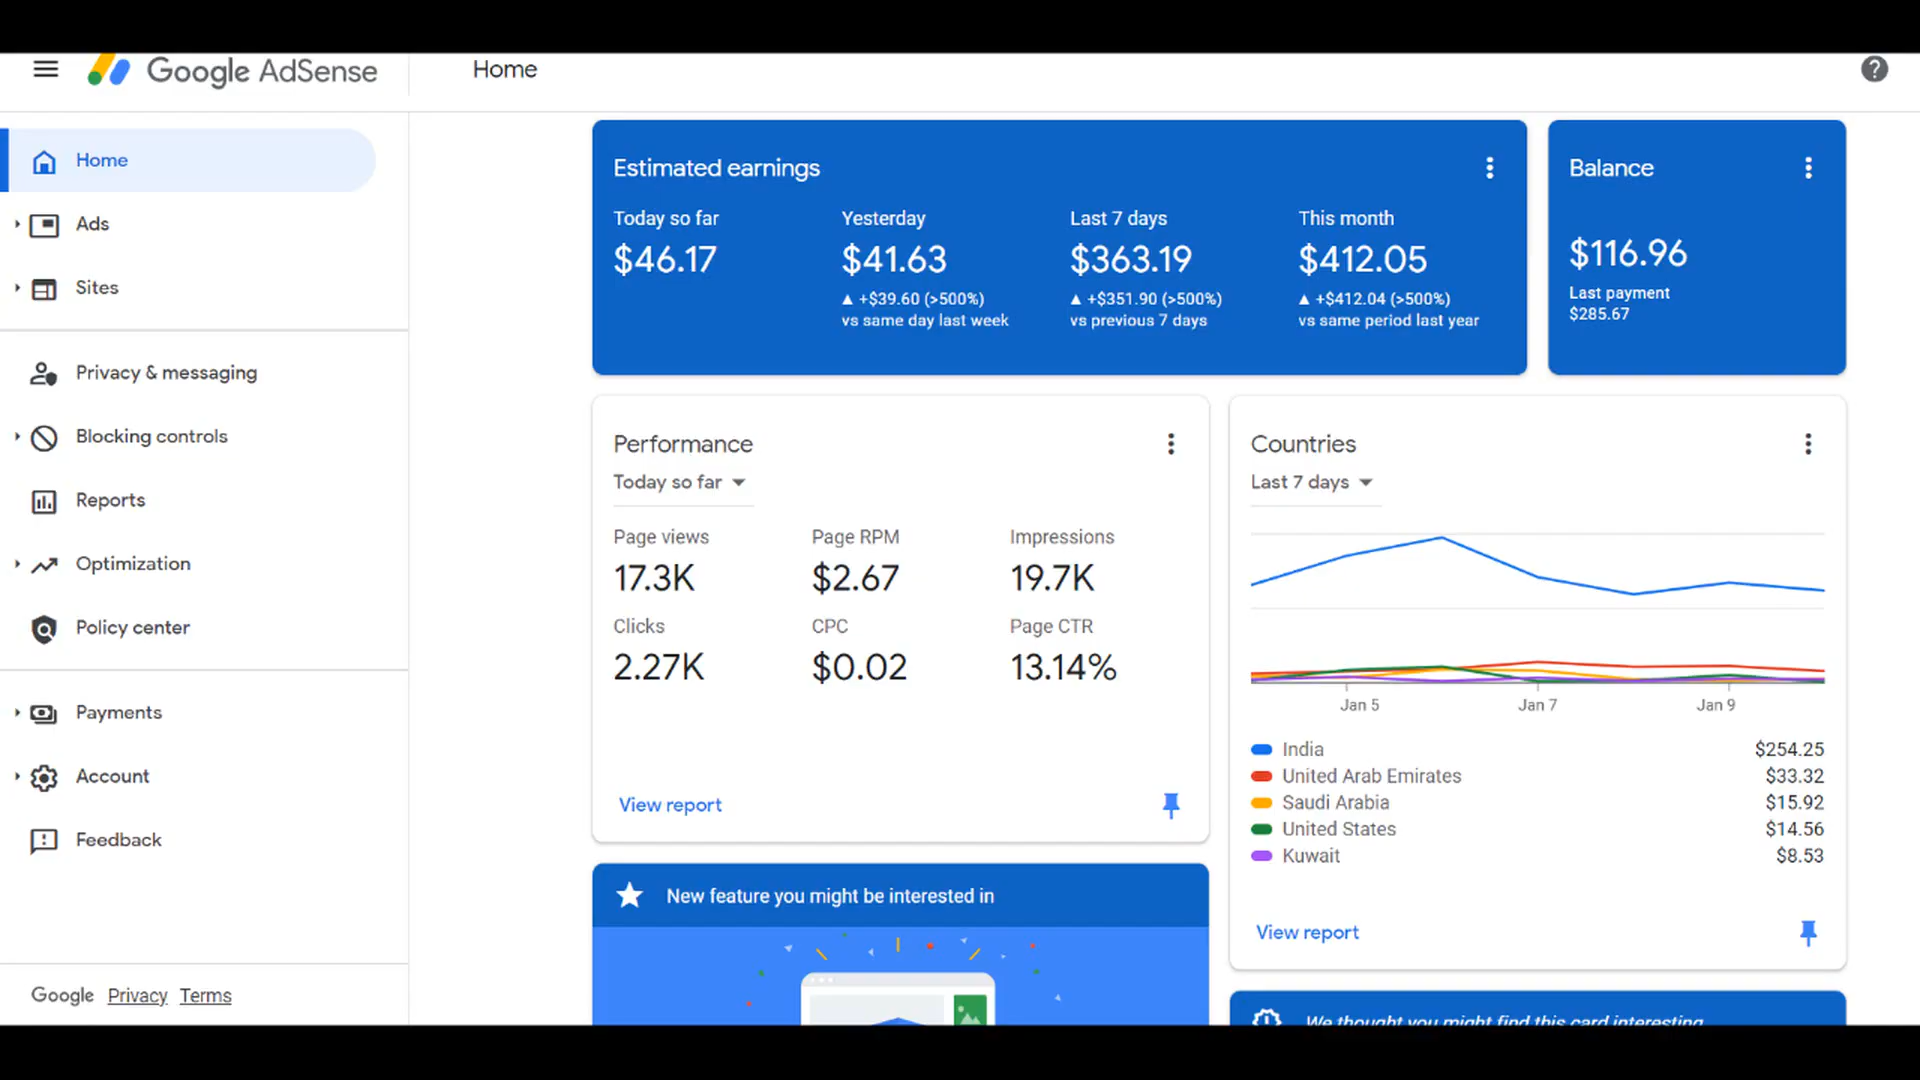 Google AdSense
Home
Home
Ads
Sites
Privacy & messaging
Blocking controls
Reports
Optimization
Policy center
Payments
Account
Feedback
Google Privacy Terms
Estimated earnings
Today so far
$46.17
Yesterday
$41.63
+$39.60 (>500%)
vs same day last week
Last 7 days
$363.19
+$351.90 (>500%)
vs previous 7 days
This month
$412.05
+$412.04 (>500%)
vs same period last year
Balance
$116.96
Last payment
$285.67
Performance
Today so far
Page views
17.3K
Page RPM
$2.67
Impressions
19.7K
Clicks
2.27K
CPC
$0.02
Page CTR
13.14%
View report
New feature you might be interested in
Countries
Last 7 days
Jan 5 Jan 7 Jan 9
India $254.25
United Arab Emirates $33.32
Saudi Arabia $15.92
United States $14.56
Kuwait $8.53
View report
We thought you might find this card interesting